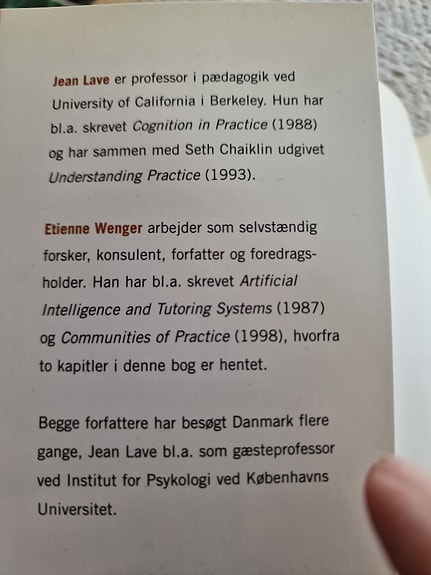 Jean Lave er professor i pædagogik ved
University of California i Berkeley. Hun har
bl.a. skrevet Cognition in Practice (1988)
og har sammen med Seth Chaiklin udgivet
Understanding Practice (1993).
Etienne Wenger arbejder som selvstændig
forsker, konsulent, forfatter og foredrags-
holder. Han har bl.a. skrevet Artificial
Intelligence and Tutoring Systems (1987)
og Communities of Practice (1998), hvorfra
to kapitler i denne bog er hentet.
Begge forfattere har besøgt Danmark flere
gange, Jean Lave bl.a. som gæsteprofessor
ved Institut for Psykologi ved Københavns
Universitet.